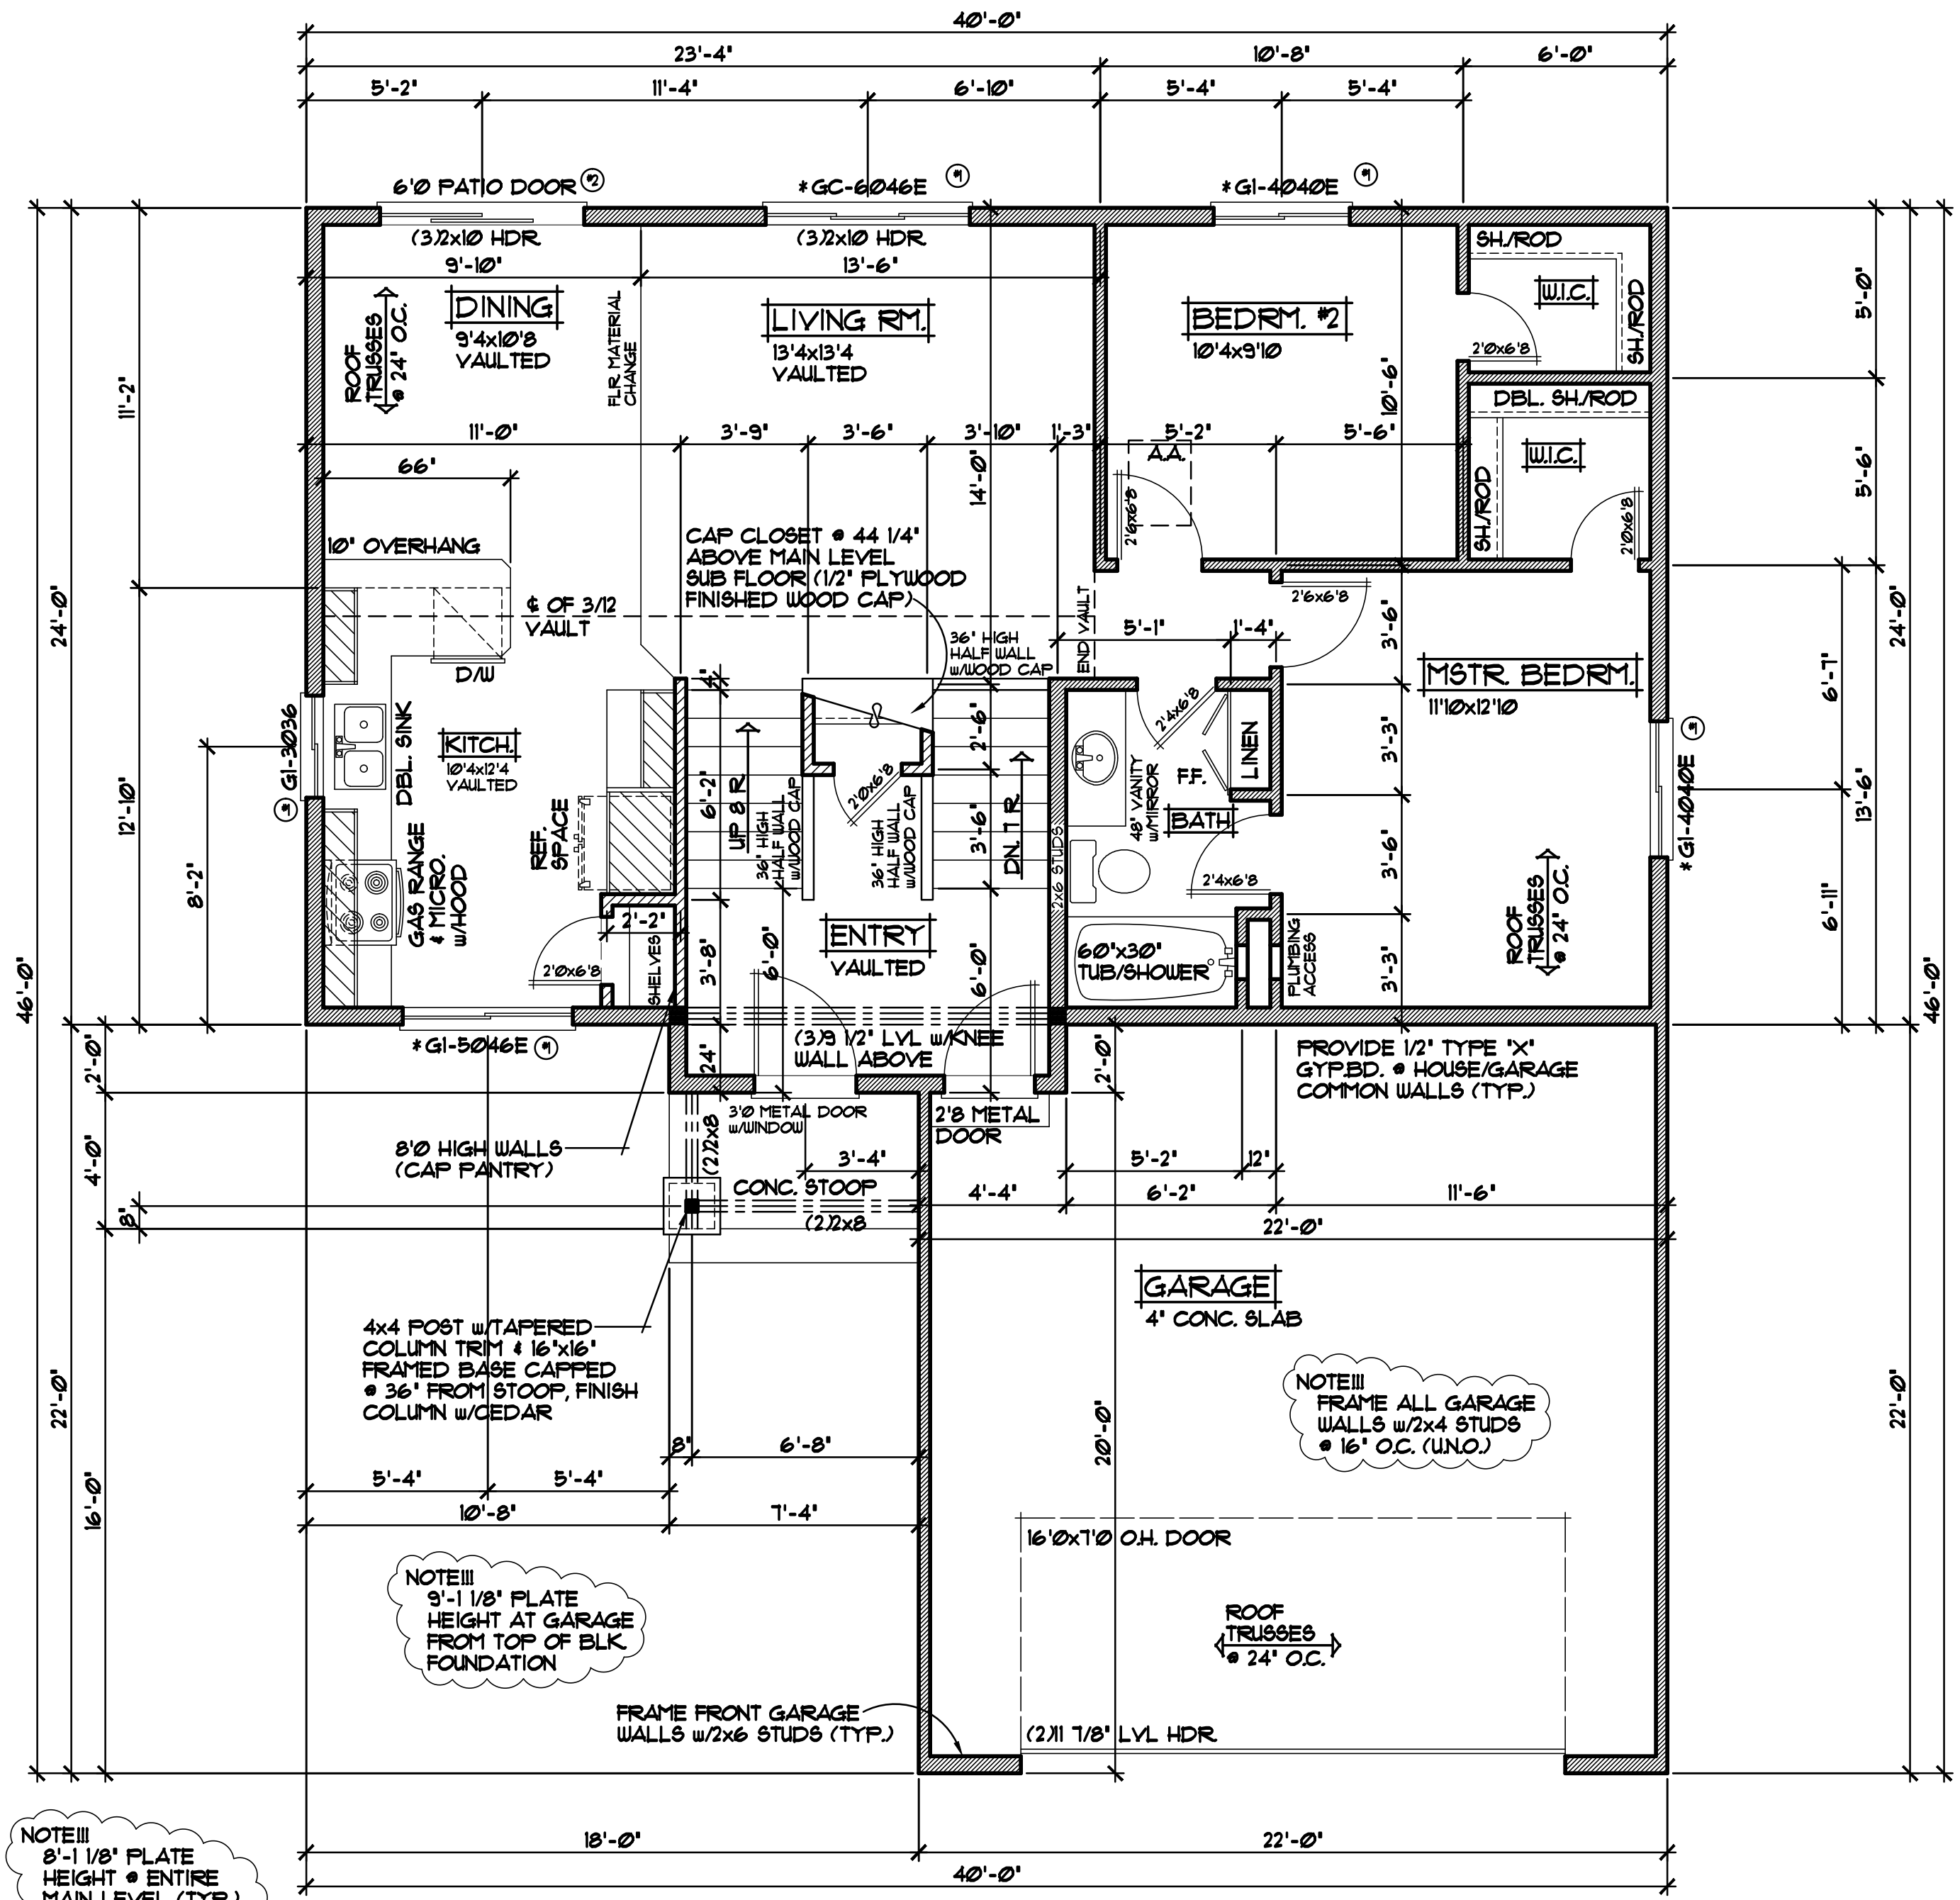 40'-0"
23'-4"
10'-8"
6'-0"
5'-2"
11'-4"
6'-10"
5'-4"
5'-4"
6'0 PATIO DOOR #2
*GC-6046E #1
*G1-4040E #1
(3)2x10 HDR.
(3)2x10 HDR.
SH./ROD
9'-10"
13'-6"
DINING
9'4x10'8
VAULTED
LIVING RM.
13'4x13'4
VAULTED
BEDRM. #2
10'4x9'10
W.I.C.
SH./ROD
2'0x6'8
ROOF
TRUSSES
@ 24" O.C.
FLR. MATERIAL
CHANGE
11'-2"
10'-6"
5'-0"
5'-6"
DBL. SH./ROD
W.I.C.
SH./ROD
2'0x6'8
11'-0"
3'-9"
3'-6"
3'-10"
1'-3"
5'-2"
5'-6"
66"
A.A.
14'-0"
2'6x6'8
10" OVERHANG
CAP CLOSET @ 44 1/4"
ABOVE MAIN LEVEL
SUB FLOOR (1/2" PLYWOOD
FINISHED WOOD CAP)
24'-0"
24'-0"
℄ OF 3/12
VAULT
END VAULT
2'6x6'8
3'-6"
5'-1"
1'-4"
36" HIGH
HALF WALL
w/WOOD CAP
D/W
4"
MSTR. BEDRM.
11'10x12'10
6'-7"
13'-6"
G1-3036
#1
DBL. SINK
KITCH.
10'4x12'4
VAULTED
2'-6"
2'4x6'8
LINEN
F.F.
3'-3"
#1
*G1-4040E
12'-10"
8'-2"
6'-2"
UP 8 R
36" HIGH
HALF WALL
w/WOOD CAP
2'0x6'8
36" HIGH
HALF WALL
w/WOOD CAP
3'-6"
DN. 7 R
2x6 STUDS
48" VANITY
w/MIRROR
BATH
2'4x6'8
3'-6"
REF.
SPACE
GAS RANGE
& MICRO.
w/HOOD
2'-2"
2'0x6'8
SHELVES
3'-8"
6'-0"
ENTRY
VAULTED
6'-0"
60"x30"
TUB/SHOWER
PLUMBING
ACCESS
3'-3"
ROOF
TRUSSES
@ 24" O.C.
6'-11"
46'-0"
46'-0"
*G1-5046E #1
24"
(3)9 1/2" LVL w/KNEE
WALL ABOVE
2'-0"
2'-0"
PROVIDE 1/2" TYPE "X"
GYP.BD. @ HOUSE/GARAGE
COMMON WALLS (TYP.)
3'0 METAL DOOR
w/WINDOW
2'8 METAL
DOOR
(2)2x8
8'0 HIGH WALLS
(CAP PANTRY)
4'-0"
8"
3'-4"
5'-2"
12"
CONC. STOOP
(2)2x8
4'-4"
6'-2"
11'-6"
22'-0"
GARAGE
4" CONC. SLAB
4x4 POST w/TAPERED
COLUMN TRIM & 16"x16"
FRAMED BASE CAPPED
@ 36" FROM STOOP, FINISH
COLUMN w/CEDAR
NOTE!!!
FRAME ALL GARAGE
WALLS w/2x4 STUDS
@ 16" O.C. (U.N.O.)
22'-0"
22'-0"
20'-0"
16'-0"
8"
6'-8"
5'-4"
5'-4"
10'-8"
7'-4"
16'0x7'0 O.H. DOOR
NOTE!!!
9'-1 1/8" PLATE
HEIGHT AT GARAGE
FROM TOP OF BLK.
FOUNDATION
ROOF
TRUSSES
@ 24" O.C.
FRAME FRONT GARAGE
WALLS w/2x6 STUDS (TYP.)
(2)11 7/8" LVL HDR.
18'-0"
22'-0"
40'-0"
NOTE!!!
8'-1 1/8" PLATE
HEIGHT @ ENTIRE
MAIN LEVEL (TYP.)